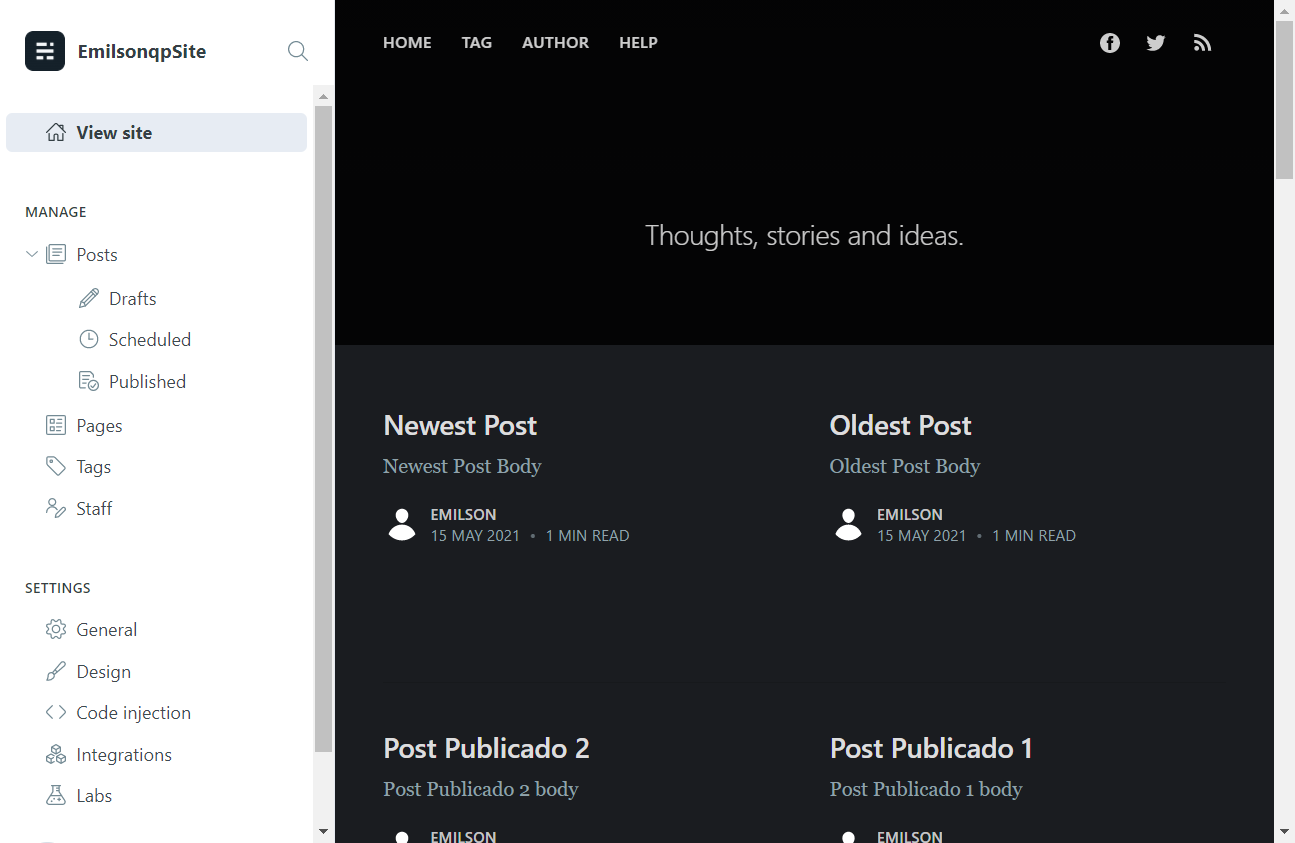 EmilsonqpSite
View site
MANAGE
Posts
Drafts
Scheduled
Published
Pages
Tags
Staff
SETTINGS
General
Design
Code injection
Integrations
Labs
HOME TAG AUTHOR HELP
Thoughts, stories and ideas.
Newest Post
Newest Post Body
EMILSON
15 MAY 2021 • 1 MIN READ
Oldest Post
Oldest Post Body
EMILSON
15 MAY 2021 • 1 MIN READ
Post Publicado 2
Post Publicado 2 body
EMILSON
Post Publicado 1
Post Publicado 1 body
EMILSON